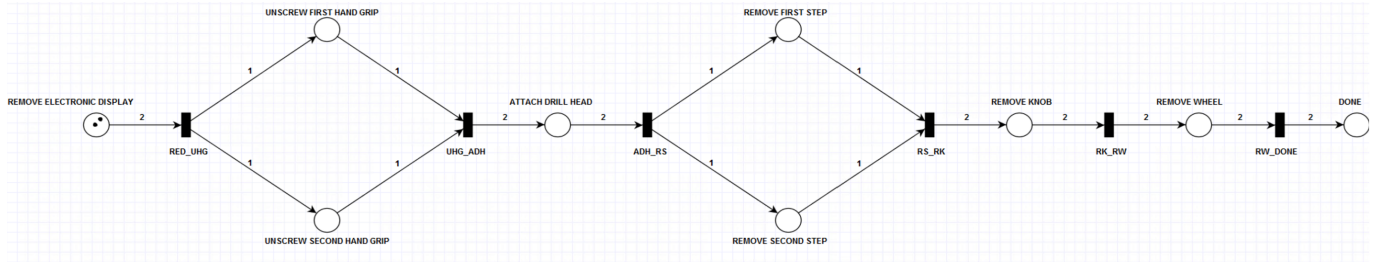 UNSCREW FIRST HAND GRIP
REMOVE FIRST STEP
1
1
1
1
REMOVE ELECTRONIC DISPLAY
ATTACH DRILL HEAD
REMOVE KNOB
REMOVE WHEEL
DONE
2
2
2
2
2
2
2
2
RED_UHG
UHG_ADH
ADH_RS
RS_RK
RK_RW
RW_DONE
1
1
1
1
UNSCREW SECOND HAND GRIP
REMOVE SECOND STEP